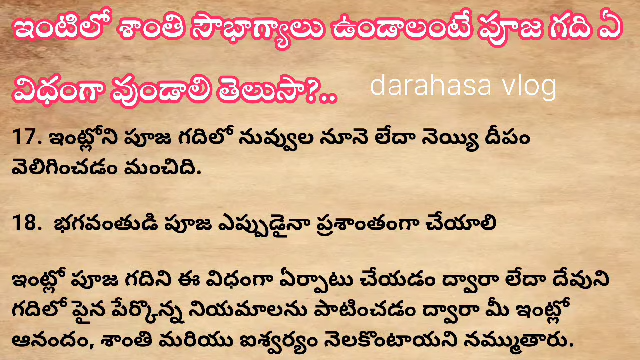 ఇంటిలో శాంతి సౌభాగ్యాలు ఉండాలంటే పూజ గది ఏ
విధంగా వుండాలి తెలుసా?.. darahasa vlog
17. ఇంట్లోని పూజ గదిలో నువ్వుల నూనె లేదా నెయ్యి దీపం
వెలిగించడం మంచిది.
18. భగవంతుడి పూజ ఎప్పుడైనా ప్రశాంతంగా చేయాలి
ఇంట్లో పూజ గదిని ఈ విధంగా ఏర్పాటు చేయడం ద్వారా లేదా దేవుని
గదిలో పైన పేర్కొన్న నియమాలను పాటించడం ద్వారా మీ ఇంట్లో
ఆనందం, శాంతి మరియు ఐశ్వర్యం నెలకొంటాయని నమ్ముతారు.